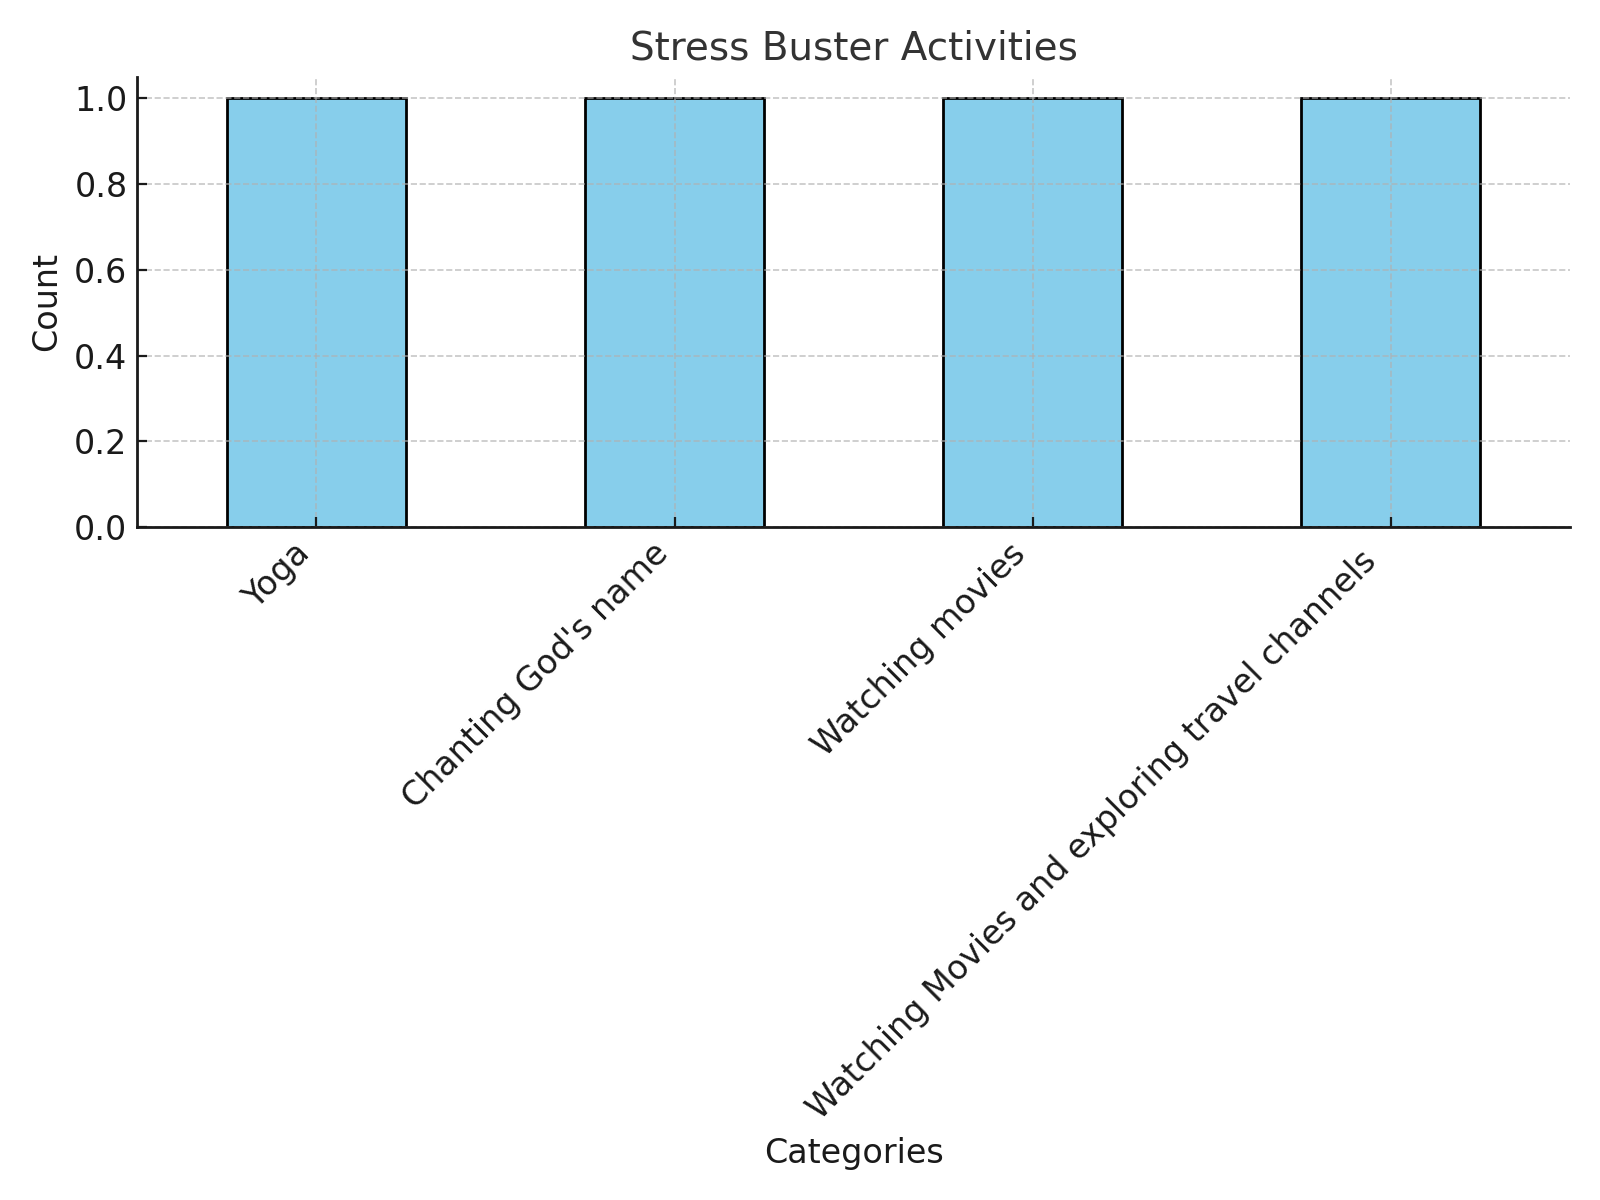 Stress Buster Activities
1.0
0.8
0.6
0.4
0.2
0.0
Count
Yoga
Chanting God's name
Watching movies
Watching Movies and exploring travel channels
Categories